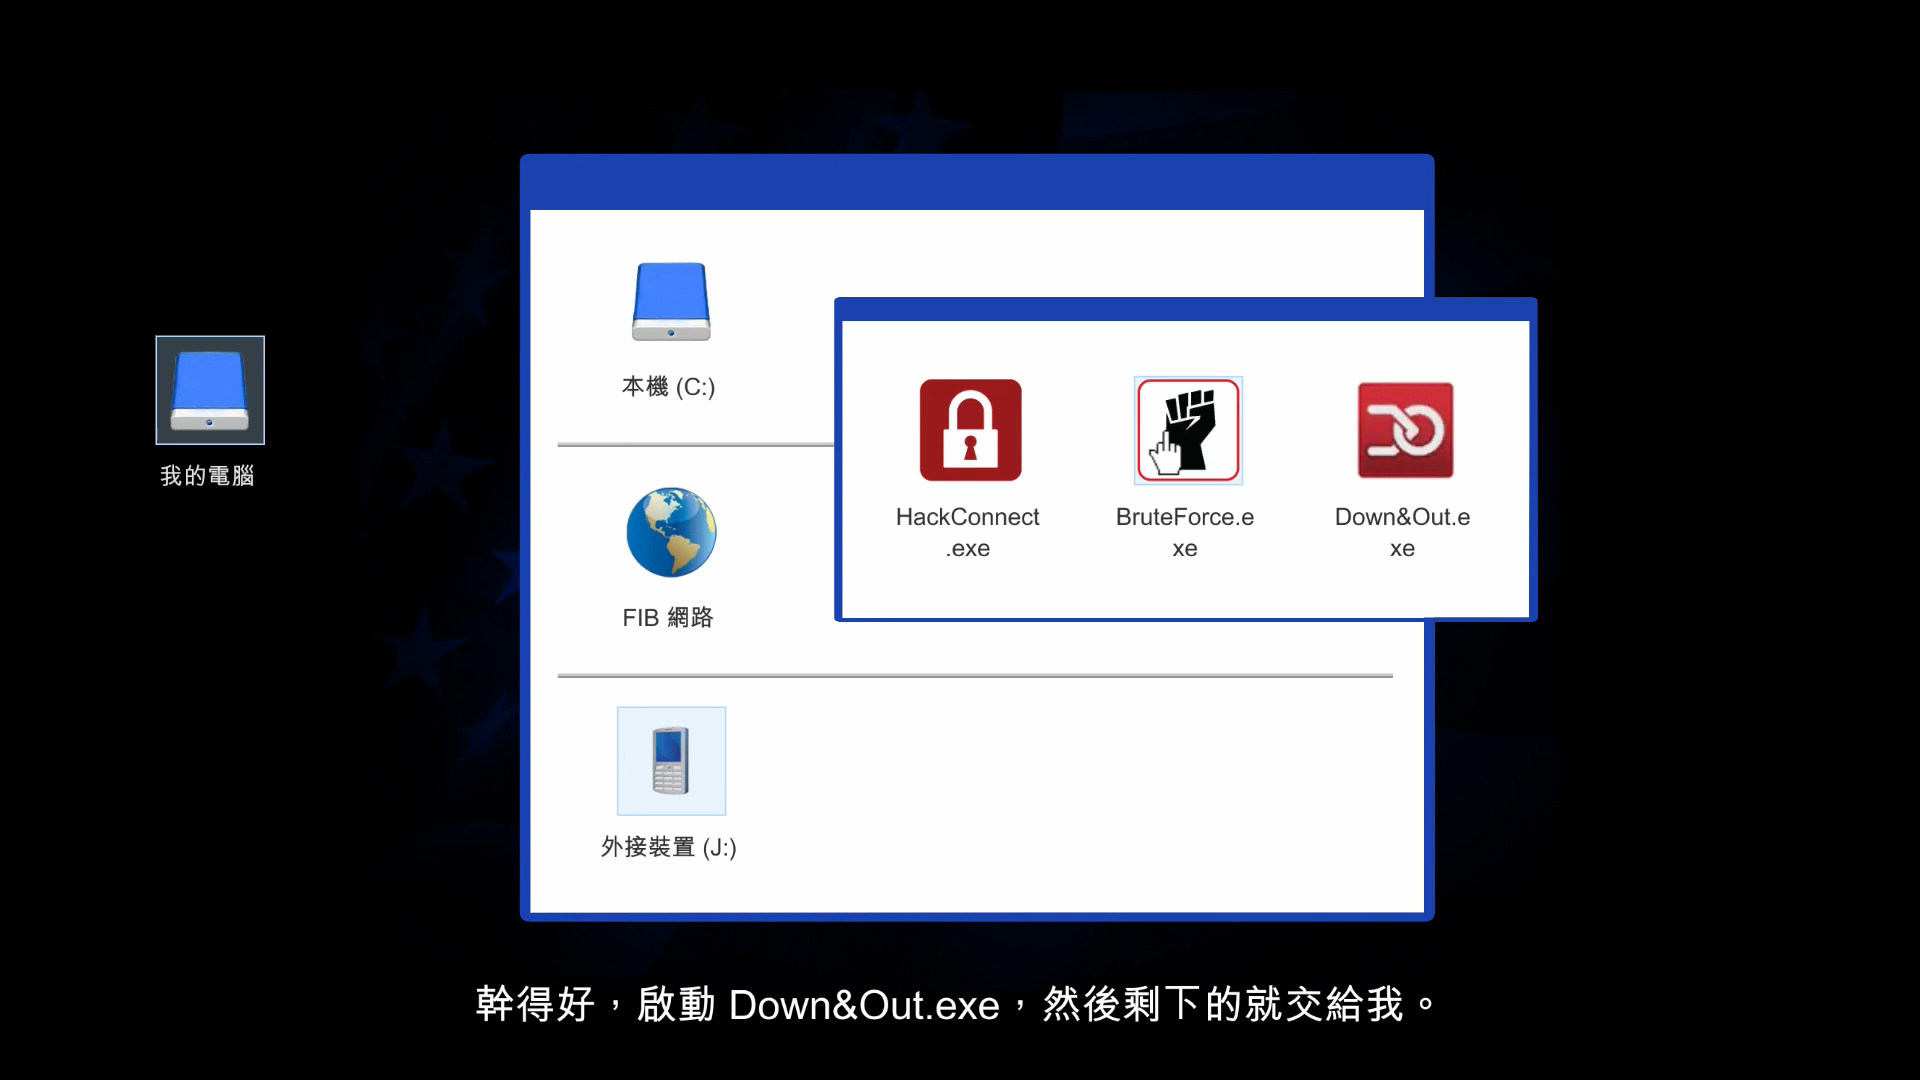 我的電腦
本機 (C:)
FIB 網路
外接裝置 (J:)
HackConnect
.exe
BruteForce.e
xe
Down&Out.e
xe
幹得好，啟動 Down&Out.exe，然後剩下的就交給我。